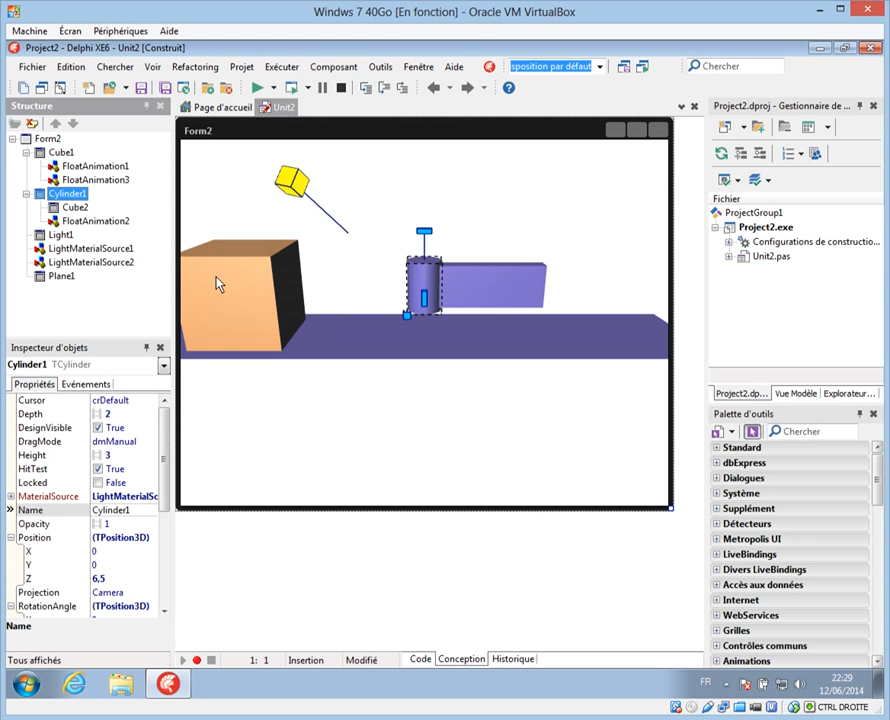 Windws 7 40Go [En fonction] - Oracle VM VirtualBox
Machine Écran Périphériques Aide
Project2 - Delphi XE6 - Unit2 [Construit]
Fichier Edition Chercher Voir Refactoring Projet Exécuter Composant Outils Fenêtre Aide sposition par défaut Chercher
Structure
Form2
Cube1
FloatAnimation1
FloatAnimation3
Cylinder1
Cube2
FloatAnimation2
Light1
LightMaterialSource1
LightMaterialSource2
Plane1
Inspecteur d'objets
Cylinder1 TCylinder
Propriétés Evénements
Cursor crDefault
Depth 2
DesignVisible True
DragMode dmManual
Height 3
HitTest True
Locked False
MaterialSource LightMaterialSc
Name Cylinder1
Opacity 1
Position (TPosition3D)
X 0
Y 0
Z 6,5
Projection Camera
RotationAngle (TPosition3D)
Name
Tous affichés
Page d'accueil Unit2
Form2
1: 1 Insertion Modifié Code Conception Historique
Project2.dproj - Gestionnaire de ...
Fichier
ProjectGroup1
Project2.exe
Configurations de constructio...
Unit2.pas
Project2.dp... Vue Modèle Explorateur...
Palette d'outils
Chercher
Standard
dbExpress
Dialogues
Système
Supplément
Détecteurs
Metropolis UI
LiveBindings
Divers LiveBindings
Accès aux données
Internet
WebServices
Grilles
Contrôles communs
Animations
FR 22:29
12/06/2014
CTRL DROITE